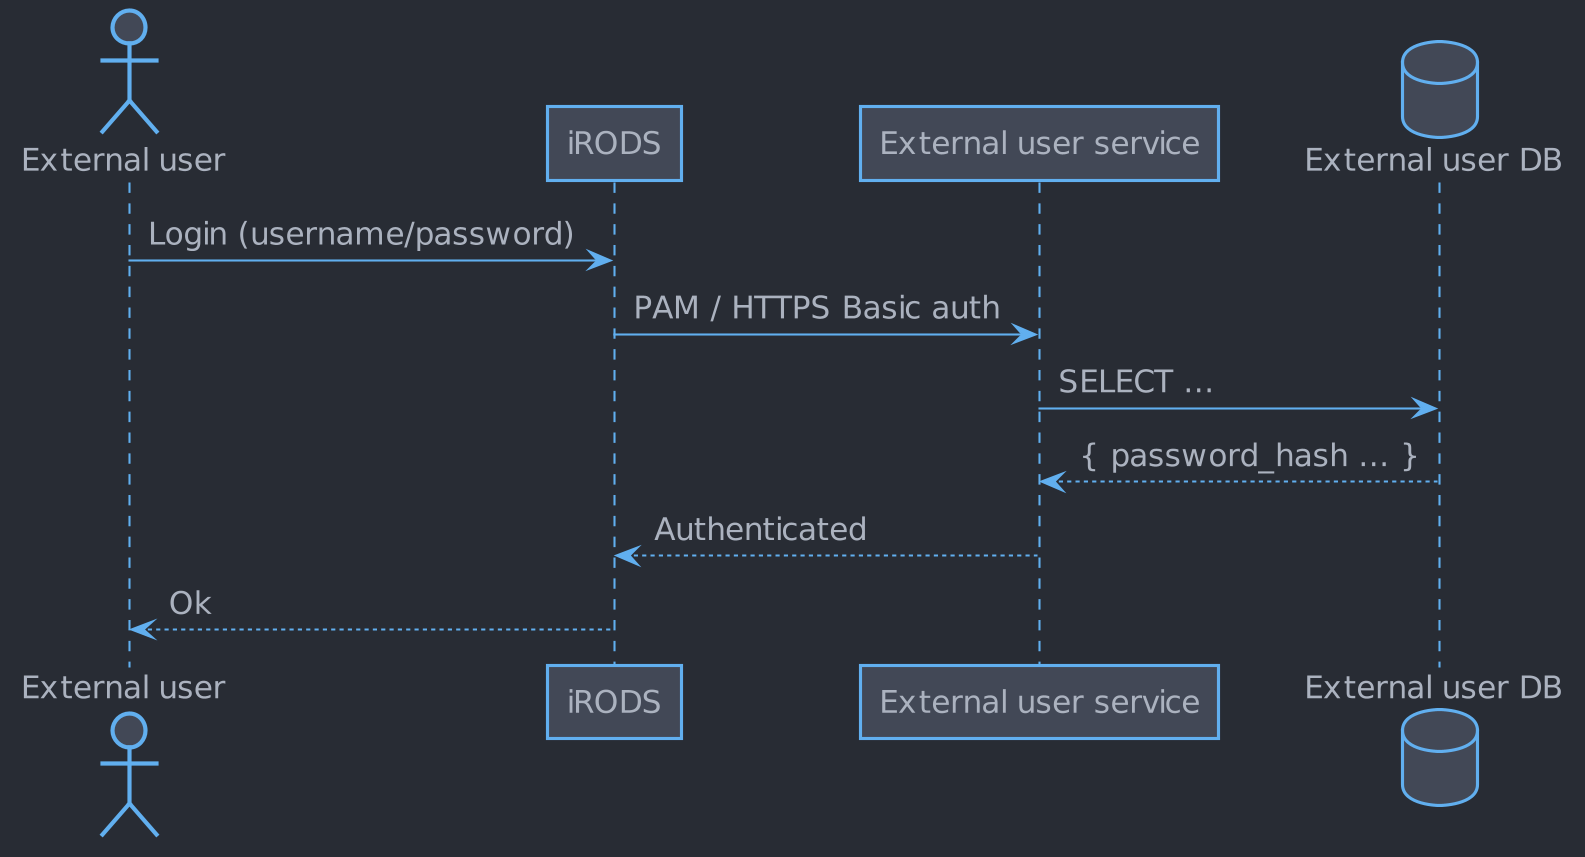 External user
iRODS
External user service
External user DB
Login (username/password)
PAM / HTTPS Basic auth
SELECT ...
{ password_hash ... }
Authenticated
Ok
External user
iRODS
External user service
External user DB